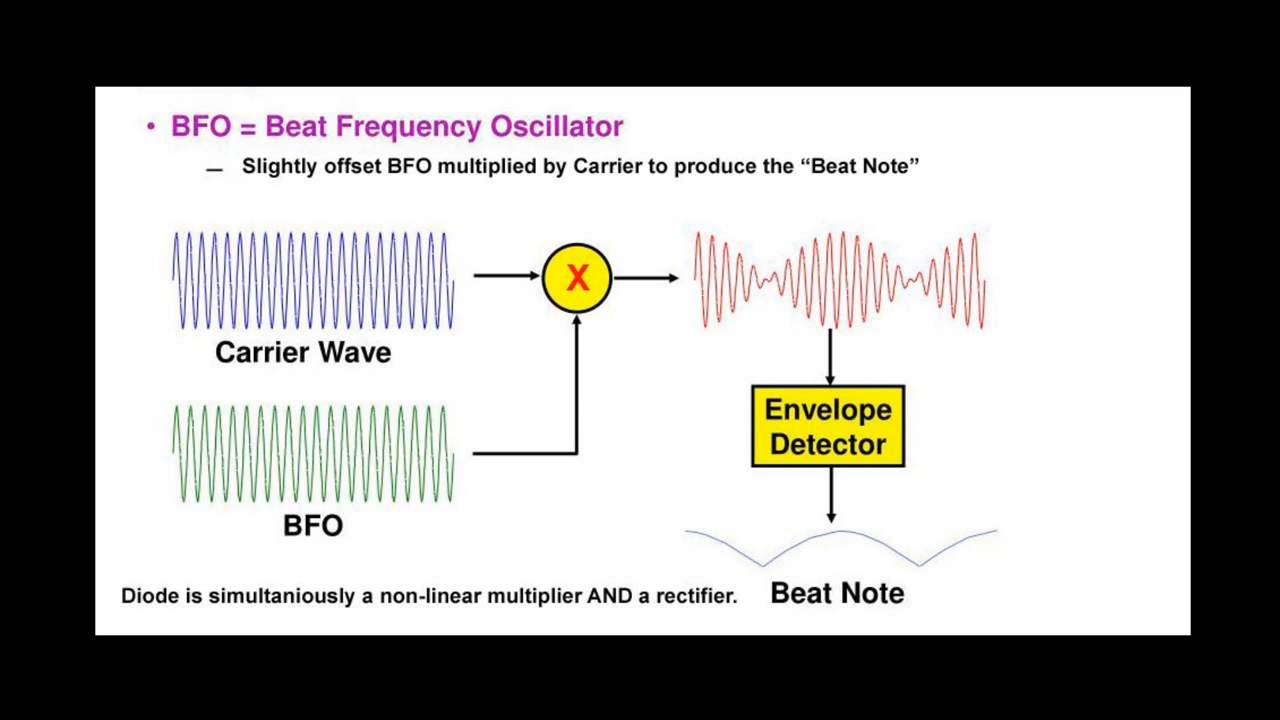 • BFO = Beat Frequency Oscillator
— Slightly offset BFO multiplied by Carrier to produce the “Beat Note”
X
Carrier Wave
Envelope
Detector
BFO
Beat Note
Diode is simultaniously a non-linear multiplier AND a rectifier.